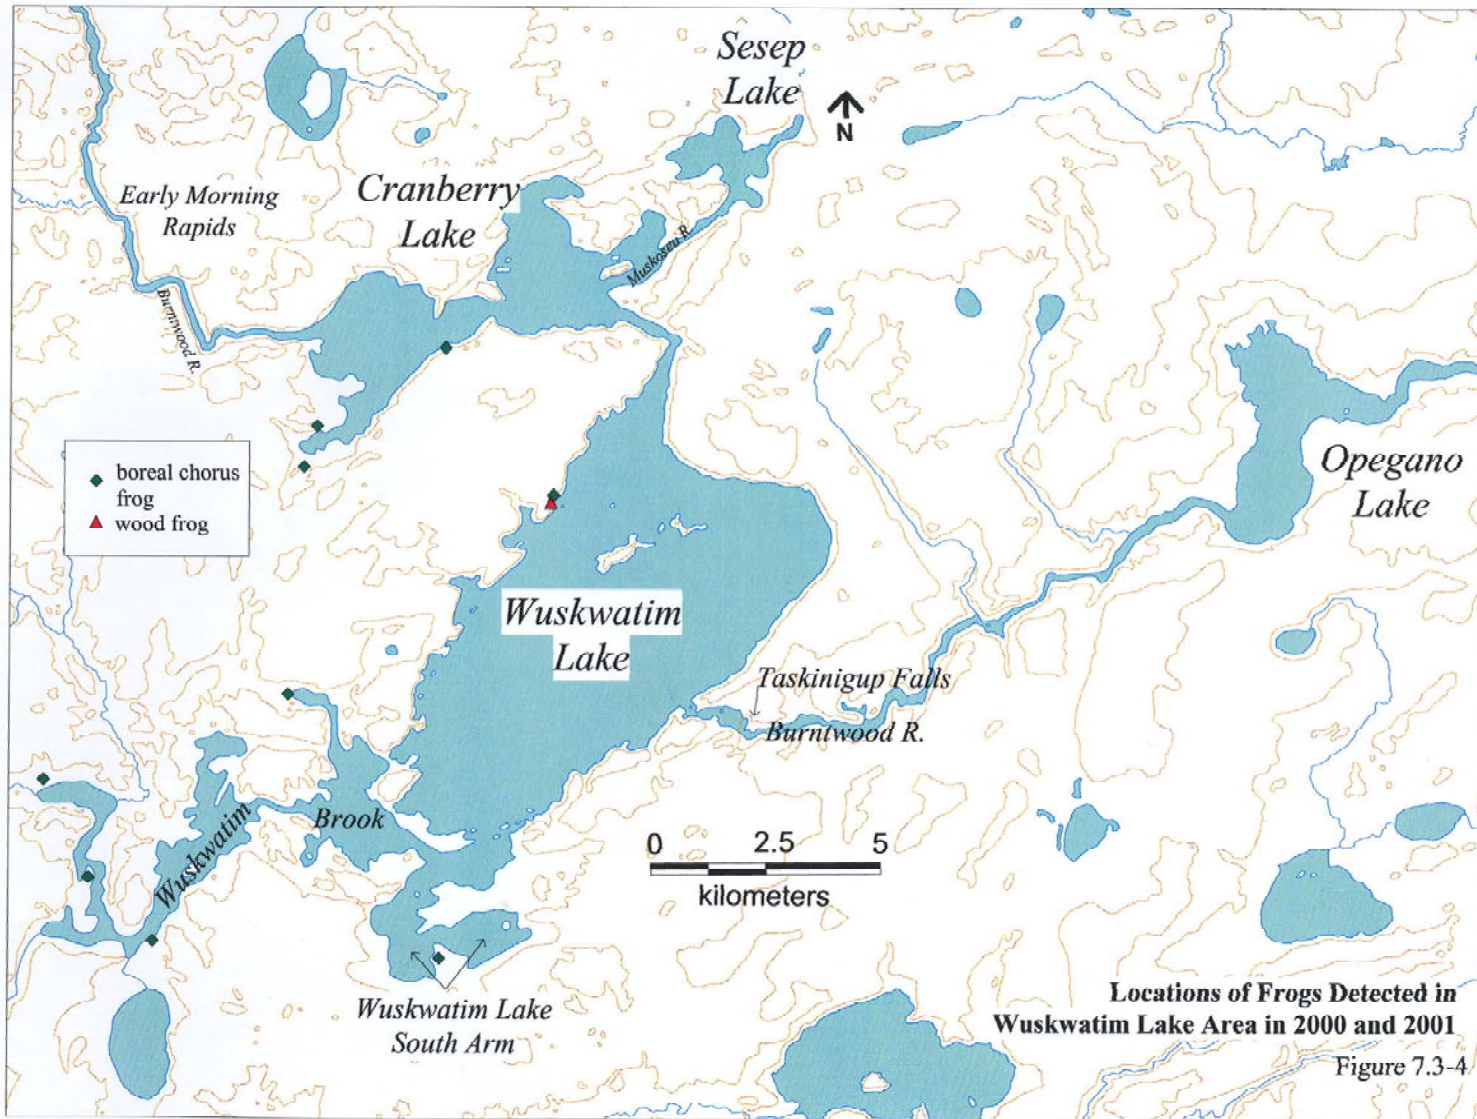 Sesep
Lake
N
Early Morning
Rapids
Cranberry
Lake
Muskoseu R.
Burntwood R.
boreal chorus
frog
wood frog
Opegano
Lake
Wuskwatim
Lake
Taskinigup Falls
Burntwood R.
Wuskwatim
Brook
0 2.5 5
kilometers
Wuskwatim Lake
South Arm
Locations of Frogs Detected in
Wuskwatim Lake Area in 2000 and 2001
Figure 7.3-4